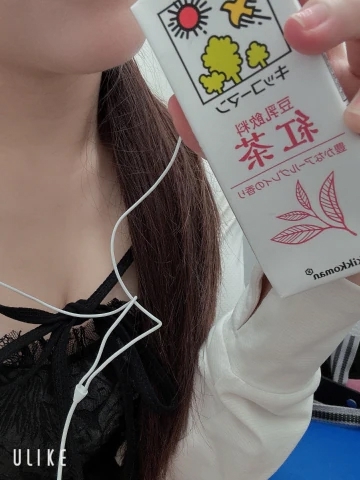 キッコーマン
豆乳飲料
紅茶
豊かなアールグレイの香り
kikkoman®
ULIKE